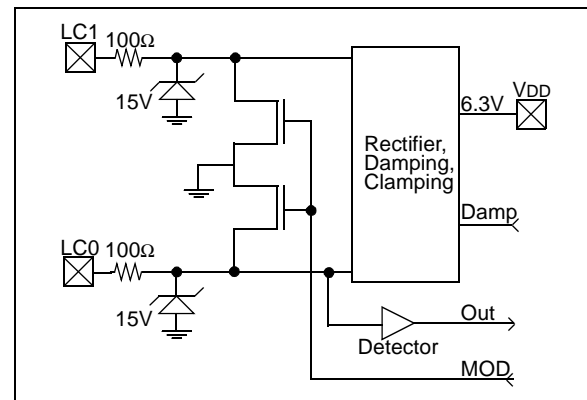 LC1
100Ω
15V
VDD
6.3V
Rectifier,
Damping,
Clamping
Damp
LC0
100Ω
15V
Out
Detector
MOD